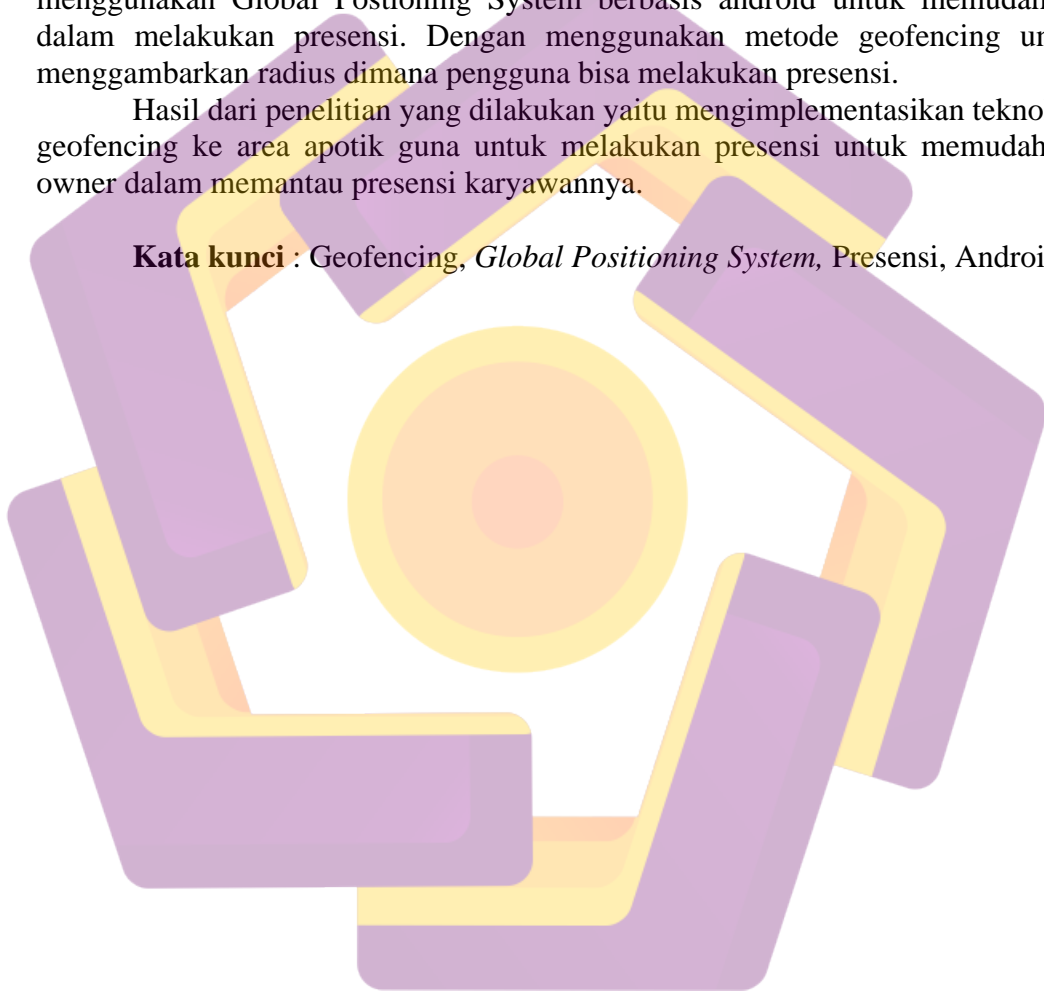 menggunakan Global Postioning System berbasis android untuk memudah
dalam melakukan presensi. Dengan menggunakan metode geofencing un
menggambarkan radius dimana pengguna bisa melakukan presensi.
Hasil dari penelitian yang dilakukan yaitu mengimplementasikan tekno
geofencing ke area apotik guna untuk melakukan presensi untuk memudah
owner dalam memantau presensi karyawannya.
Kata kunci : Geofencing, Global Positioning System, Presensi, Androi